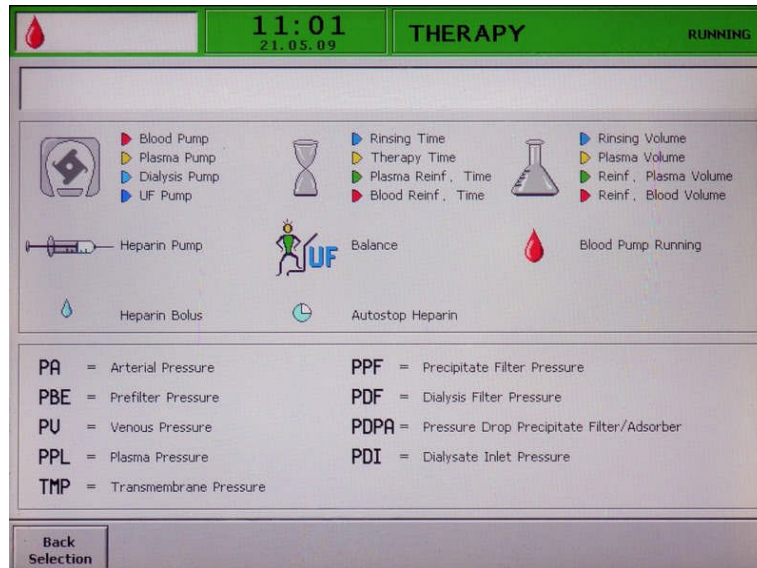 11:01
21.05.09
THERAPY
RUNNING
Blood Pump
Plasma Pump
Dialysis Pump
UF Pump
Rinsing Time
Therapy Time
Plasma Reinf. Time
Blood Reinf. Time
Rinsing Volume
Plasma Volume
Reinf. Plasma Volume
Reinf. Blood Volume
Heparin Pump
UF
Balance
Blood Pump Running
Heparin Bolus
Autostop Heparin
PA = Arterial Pressure
PBE = Prefilter Pressure
PV = Venous Pressure
PPL = Plasma Pressure
TMP = Transmembrane Pressure
PPF = Precipitate Filter Pressure
PDF = Dialysis Filter Pressure
PDPA = Pressure Drop Precipitate Filter/Adsorber
PDI = Dialysate Inlet Pressure
Back
Selection